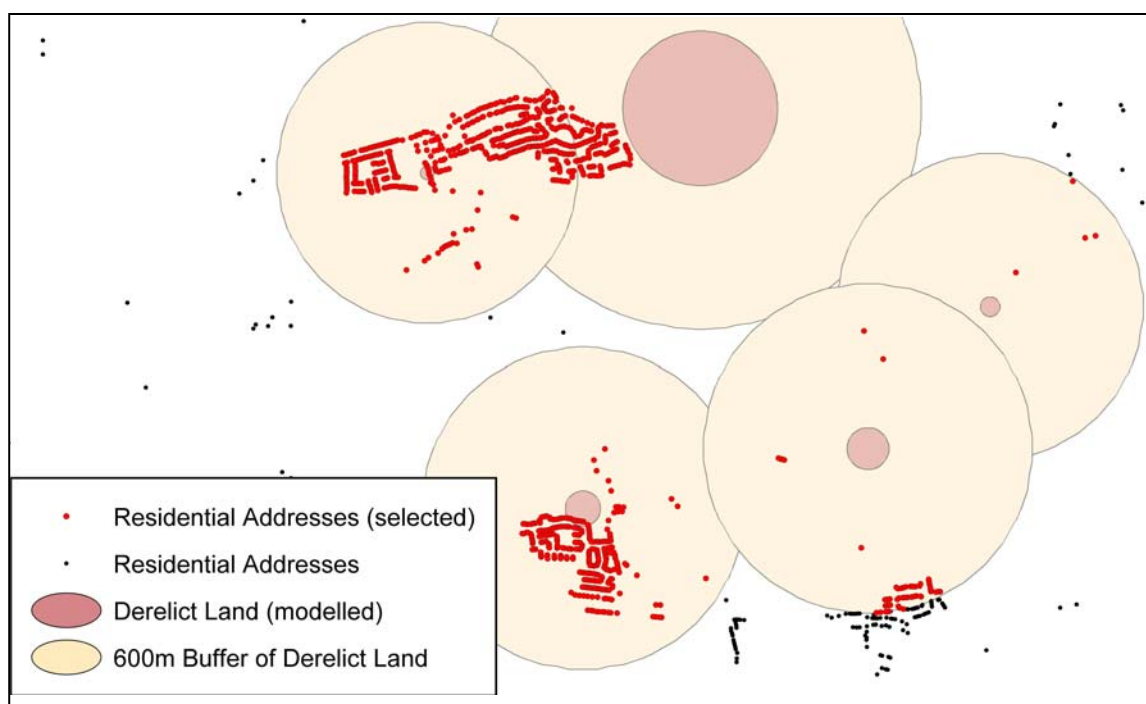 Residential Addresses (selected)
Residential Addresses
Derelict Land (modelled)
600m Buffer of Derelict Land